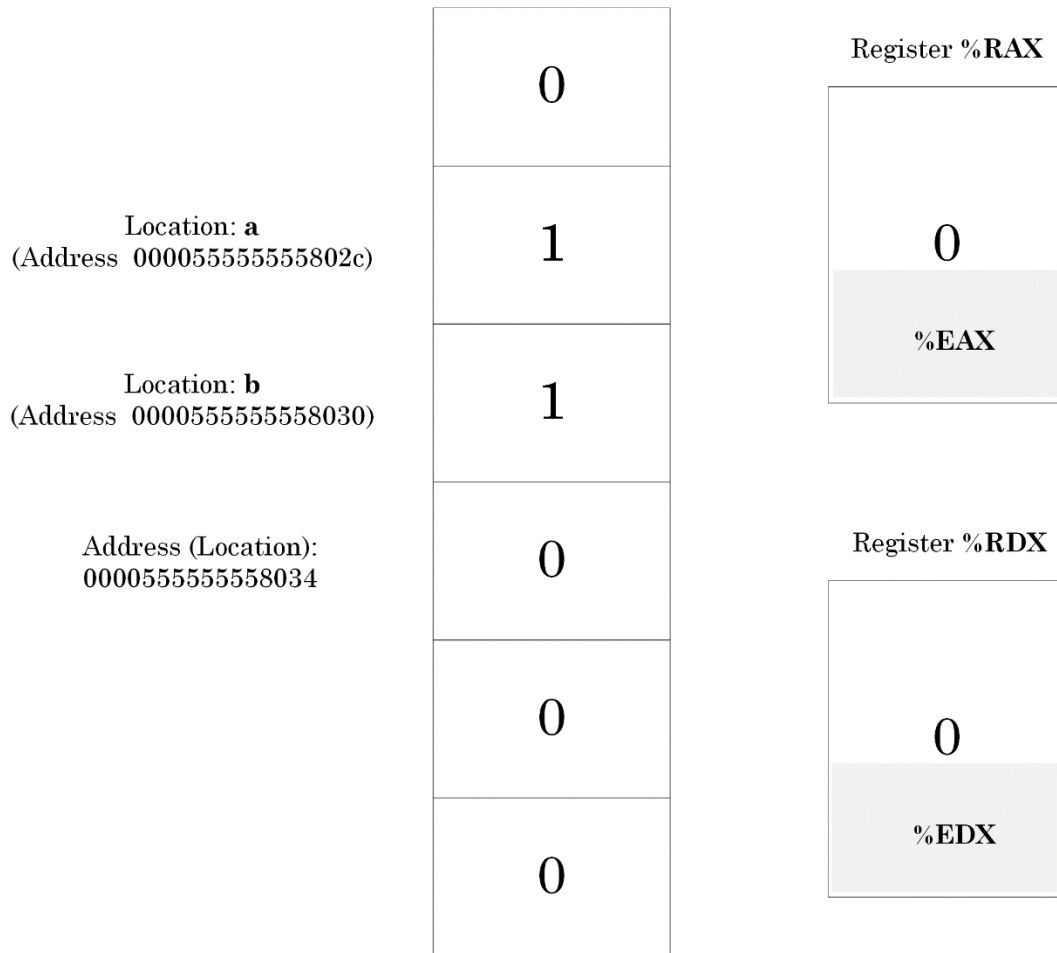 0
Register %RAX
Location: a
(Address  000055555555802c)
1
0
%EAX
Location: b
(Address  0000555555558030)
1
Address (Location):
0000555555558034
0
Register %RDX
0
0
%EDX
0